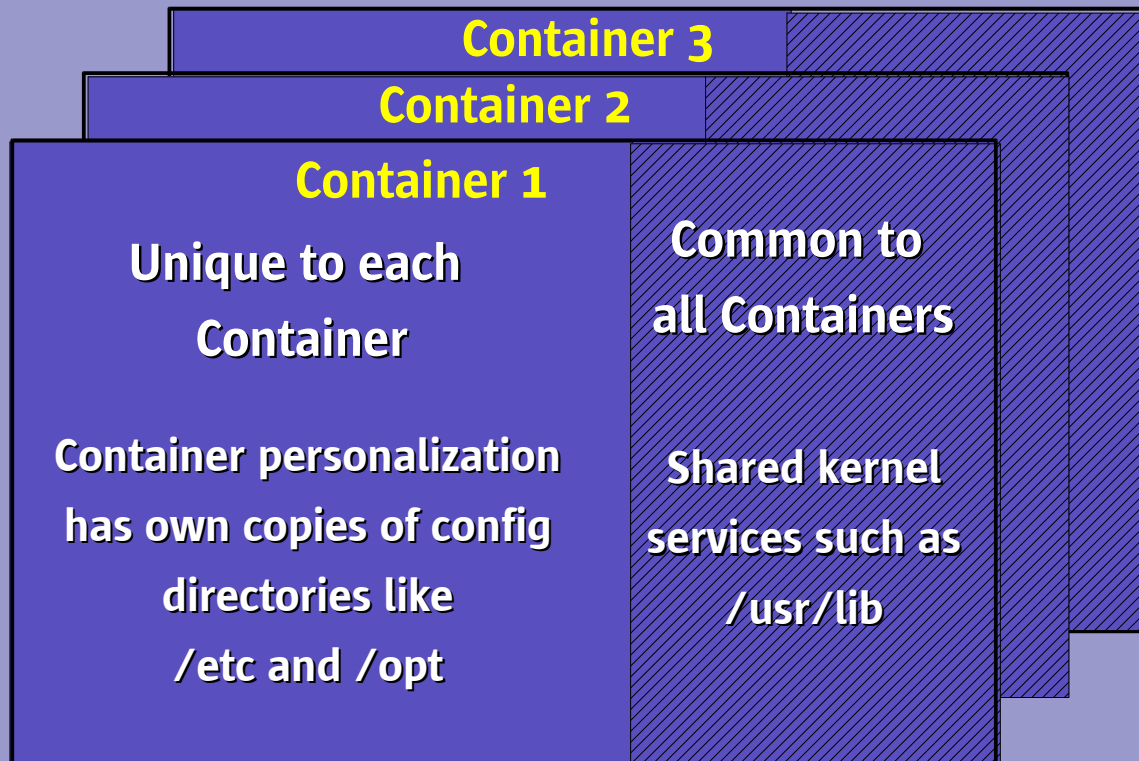 Container 3
Container 2
Container 1
Unique to each
Container
Container personalization
has own copies of config
directories like
/etc and /opt
Common to
all Containers
Shared kernel
services such as
/usr/lib